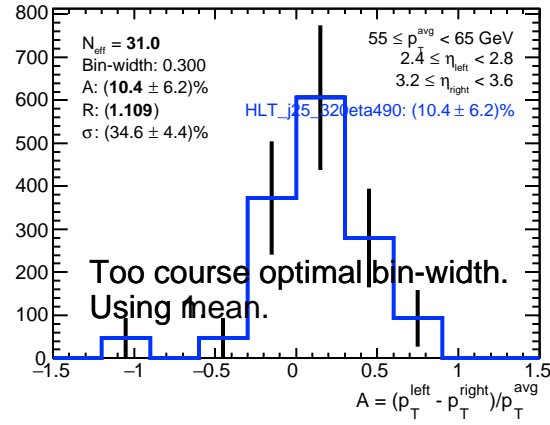 800
700
600
500
400
300
200
100
0
N_eff = 31.0
Bin-width: 0.300
A: (10.4 ± 6.2)%
R: (1.109)
σ: (34.6 ± 4.4)%
55 ≤ p_T^avg < 65 GeV
2.4 ≤ η_left < 2.8
3.2 ≤ η_right < 3.6
HLT_j25_320eta490: (10.4 ± 6.2)%
Too course optimal bin-width.
Using mean.
−1.5 −1 −0.5 0 0.5 1 1.5
A = (p_T^left - p_T^right)/p_T^avg